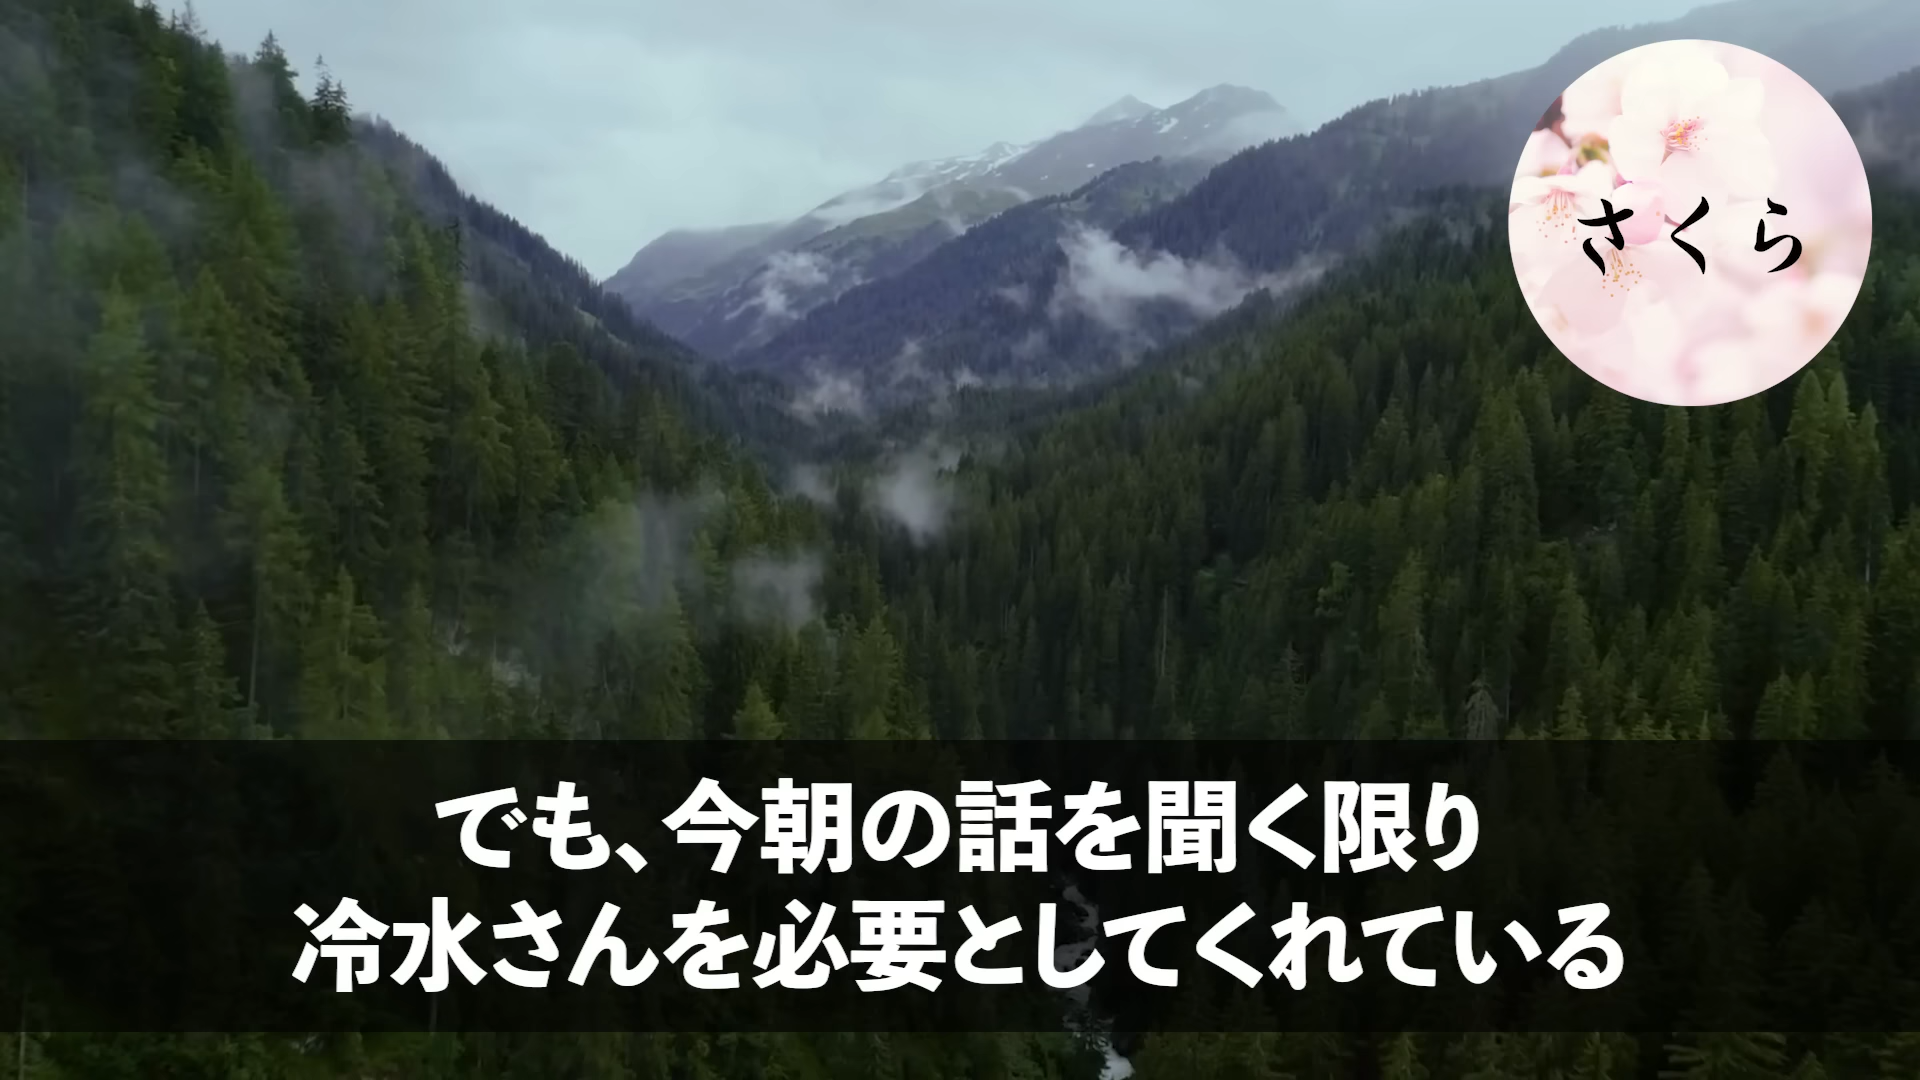 さくら
でも、今朝の話を聞く限り
冷水さんを必要としてくれている